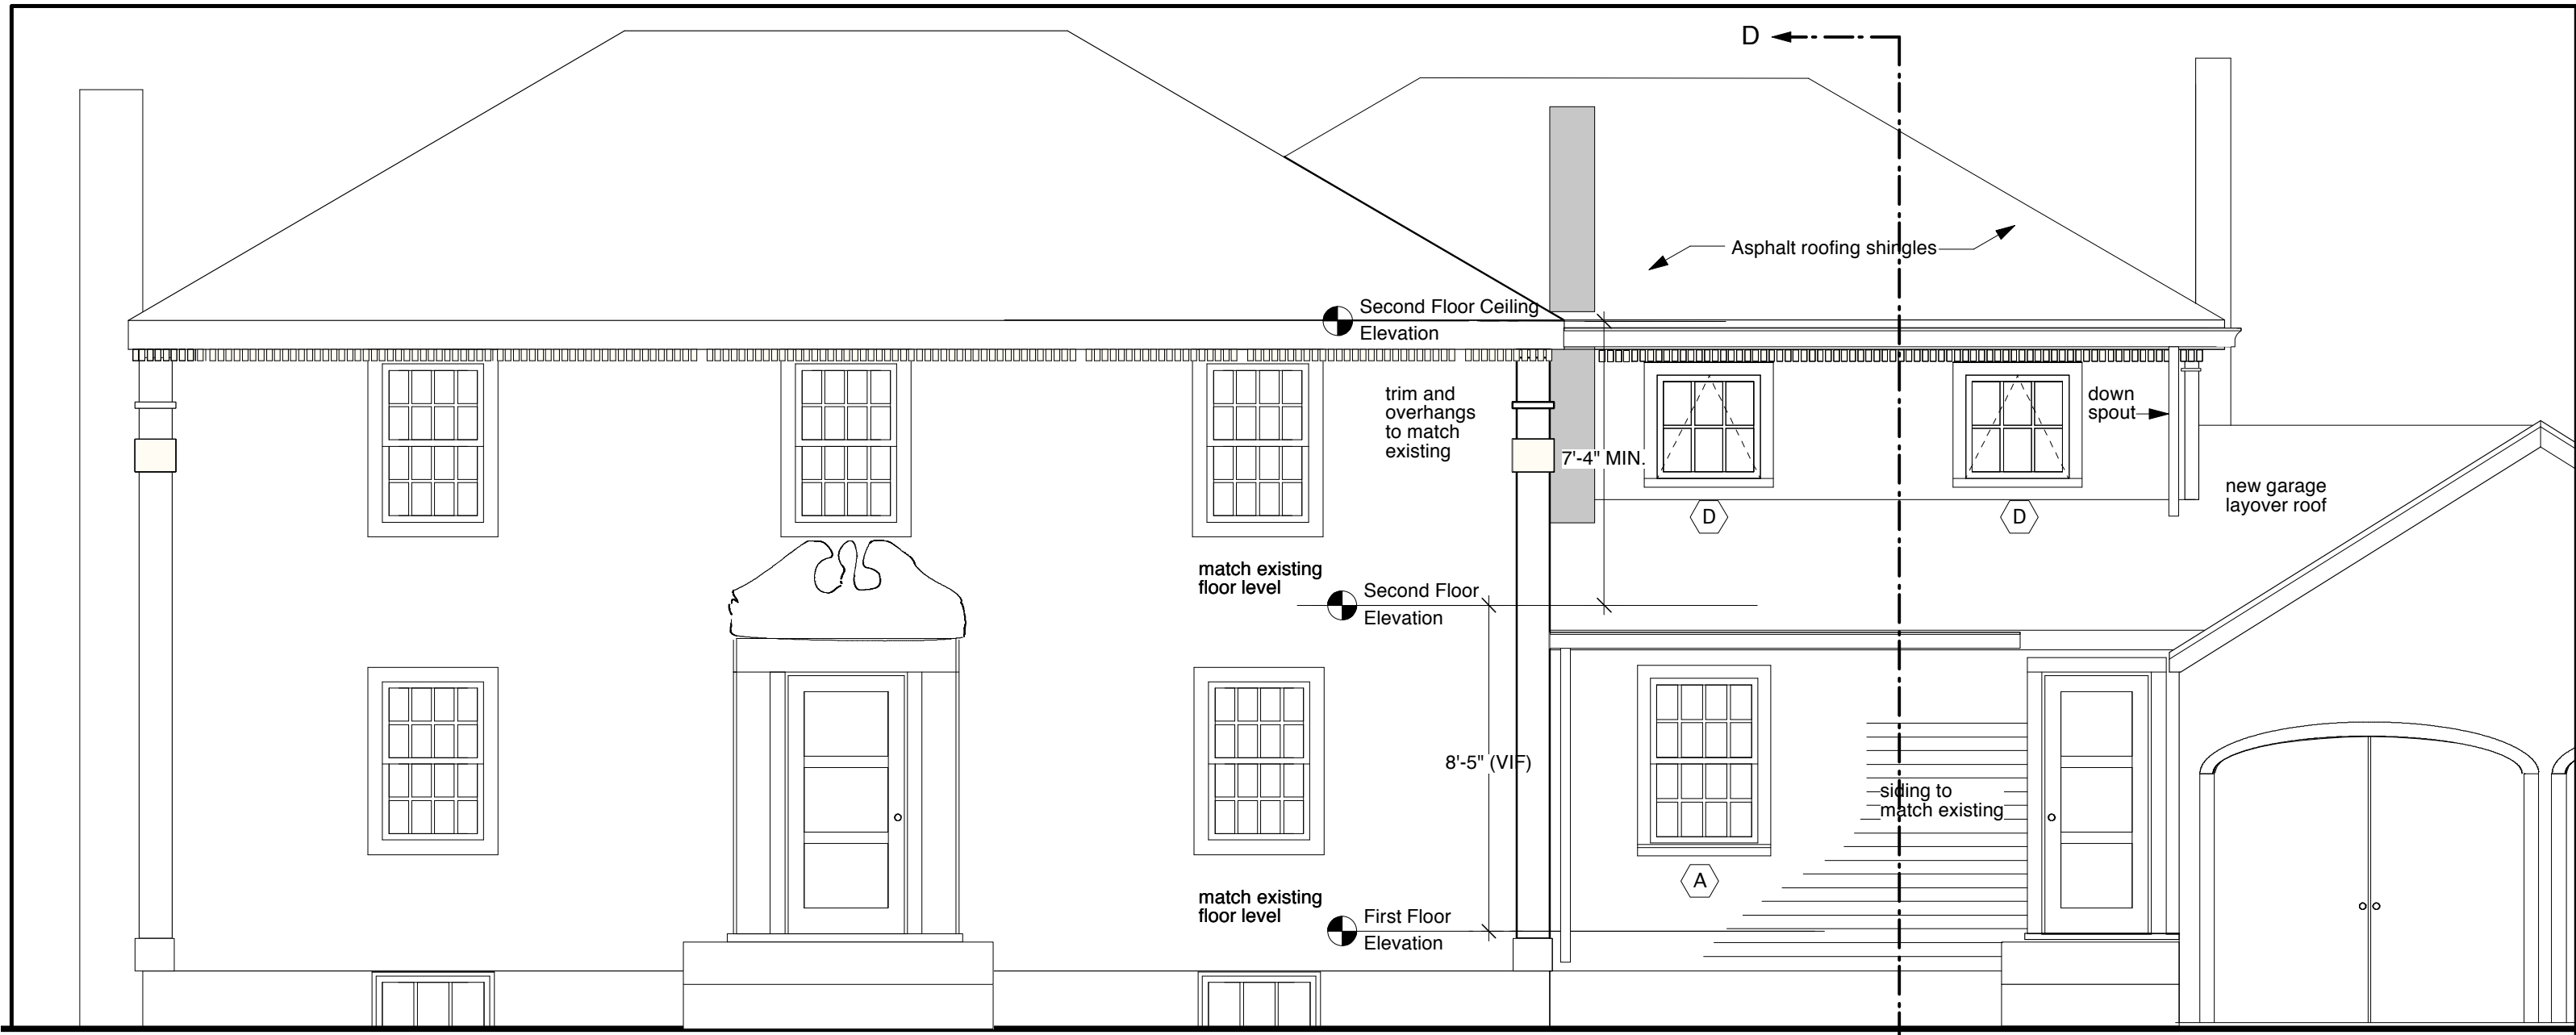 D
Asphalt roofing shingles
Second Floor Ceiling
Elevation
trim and
overhangs
to match
existing
7'-4" MIN.
down
spout
D
D
new garage
layover roof
match existing
floor level
Second Floor
Elevation
8'-5" (VIF)
siding to
match existing
A
match existing
floor level
First Floor
Elevation